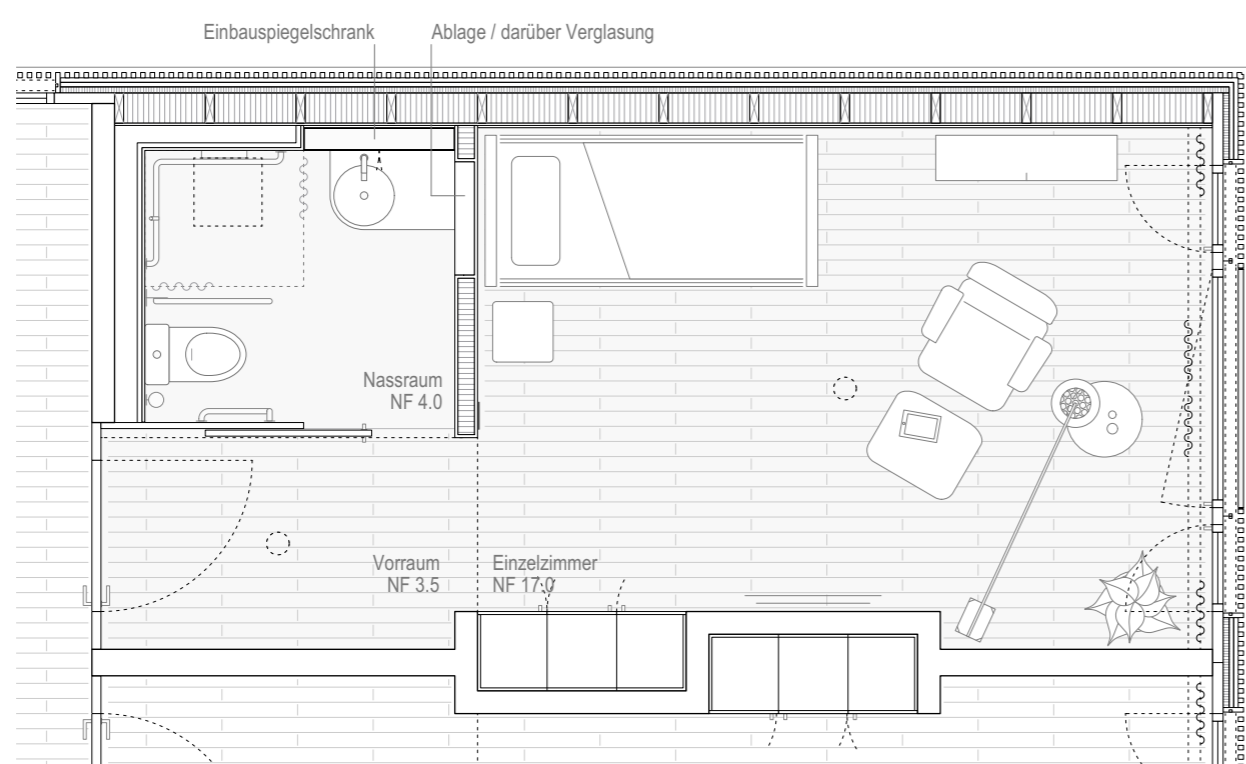 Einbauspiegelschrank
Ablage / darüber Verglasung
Nassraum
NF 4.0
Vorraum
NF 3.5
Einzelzimmer
NF 17.0